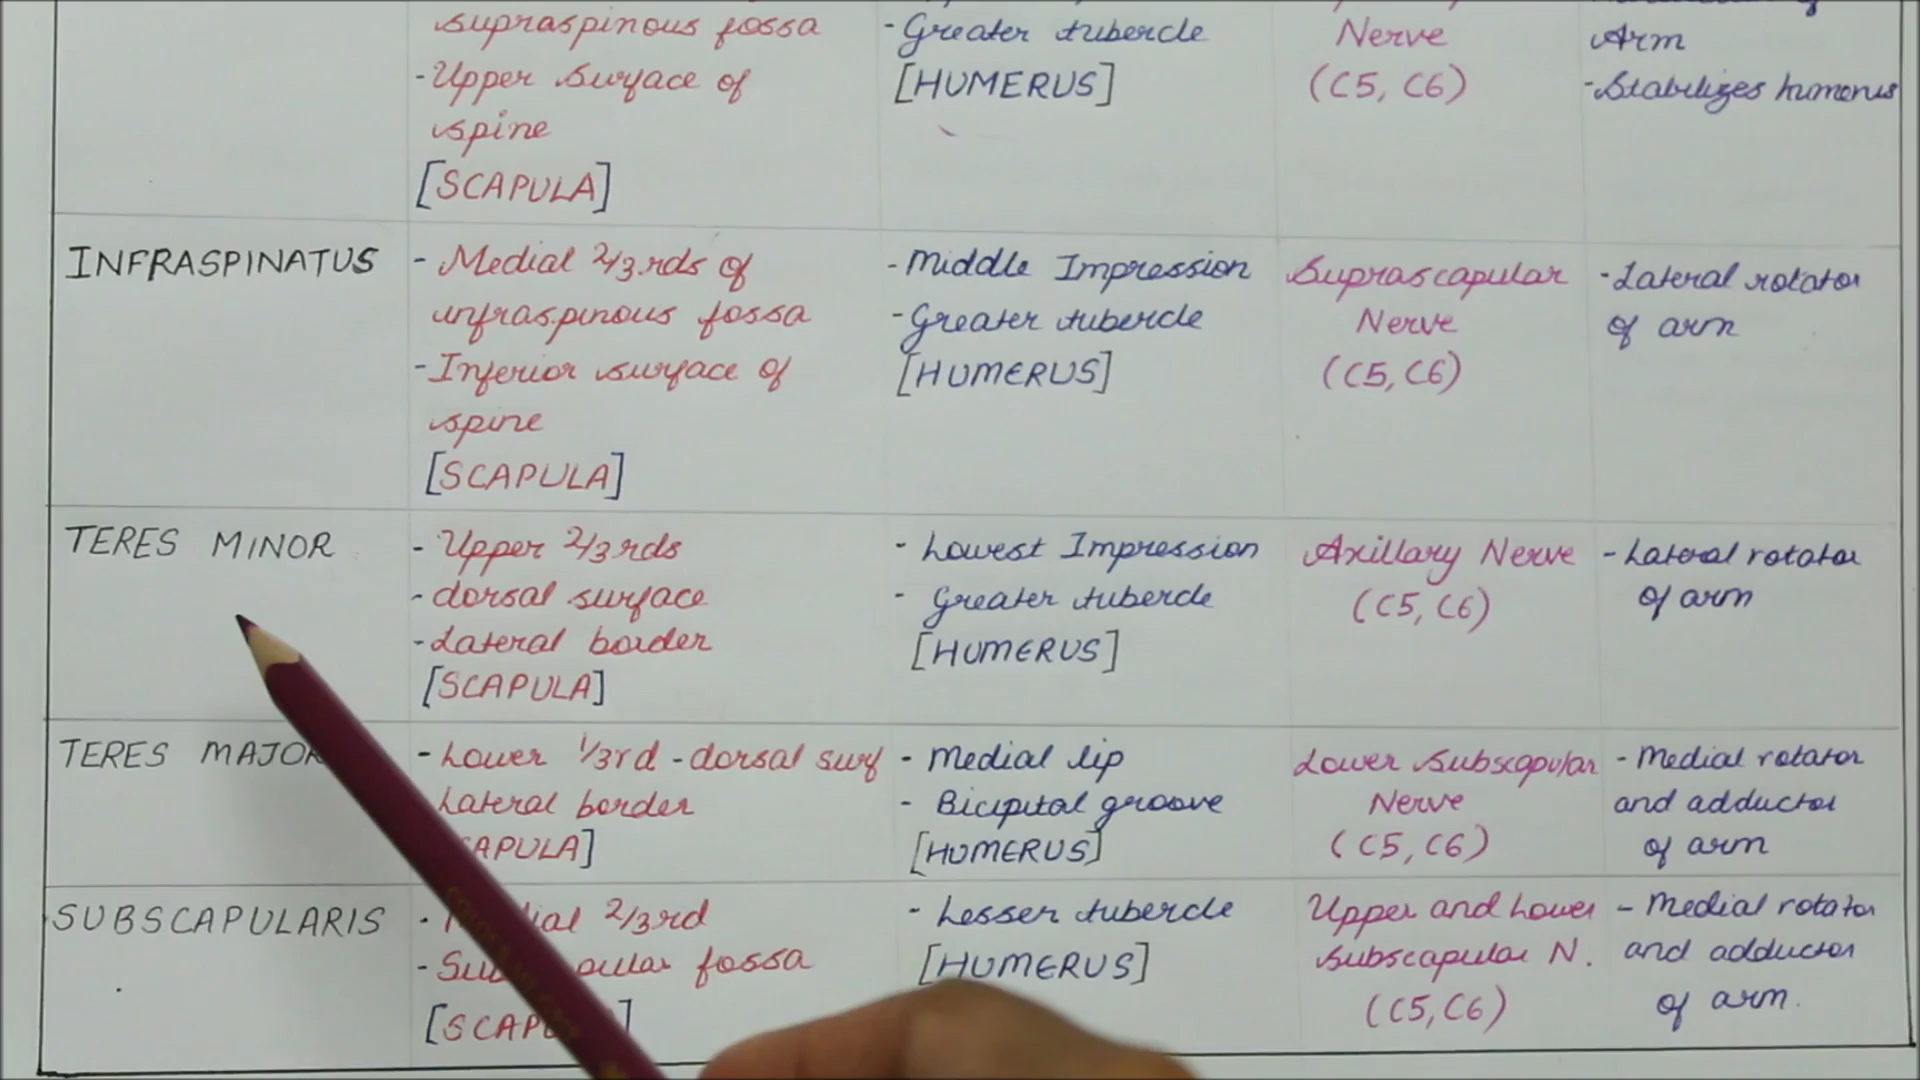 supraspinous fossa
-Upper surface of
spine
[SCAPULA]
-Greater tubercle
[HUMERUS]
Nerve
(C5, C6)
Arm
-Stabilizes humerus
INFRASPINATUS
- Medial 2/3rds of
infraspinous fossa
-Inferior surface of
spine
[SCAPULA]
-Middle Impression
-Greater tubercle
[HUMERUS]
Suprascapular
Nerve
(C5, C6)
-Lateral rotator
of arm
TERES MINOR
- Upper 2/3rds
-dorsal surface
-Lateral border
[SCAPULA]
- Lowest Impression
- Greater tubercle
[HUMERUS]
Axillary Nerve
(C5, C6)
-Lateral rotator
of arm
TERES MAJOR
-Lower 1/3rd -dorsal surf
Lateral border
CAPULA]
- Medial lip
- Bicipital groove
[HUMERUS]
Lower Subscapular
Nerve
(C5, C6)
- Medial rotator
and adductor
of arm
SUBSCAPULARIS
2/3rd
fossa
- Lesser tubercle
[HUMERUS]
Upper and Lower
Subscapular N.
(C5, C6)
- Medial rotator
and adductor
of arm.